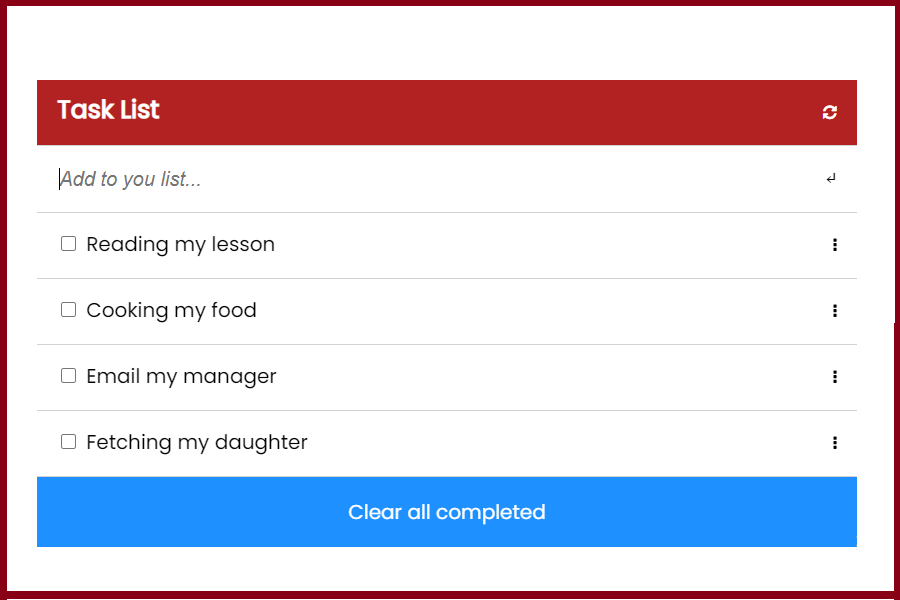 Task List
Add to you list...
Reading my lesson
Cooking my food
Email my manager
Fetching my daughter
Clear all completed